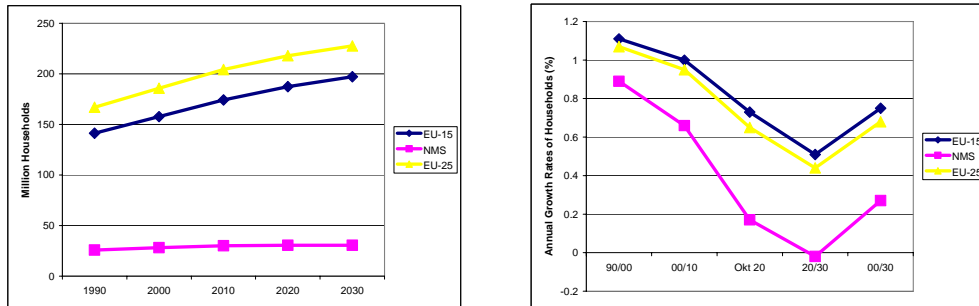 Million Households
250
200
150
100
50
0
1990 2000 2010 2020 2030
EU-15
NMS
EU-25
Annual Growth Rates of Households (%)
1.2
1
0.8
0.6
0.4
0.2
0
-0.2
90/00 00/10 Okt 20 20/30 00/30
EU-15
NMS
EU-25